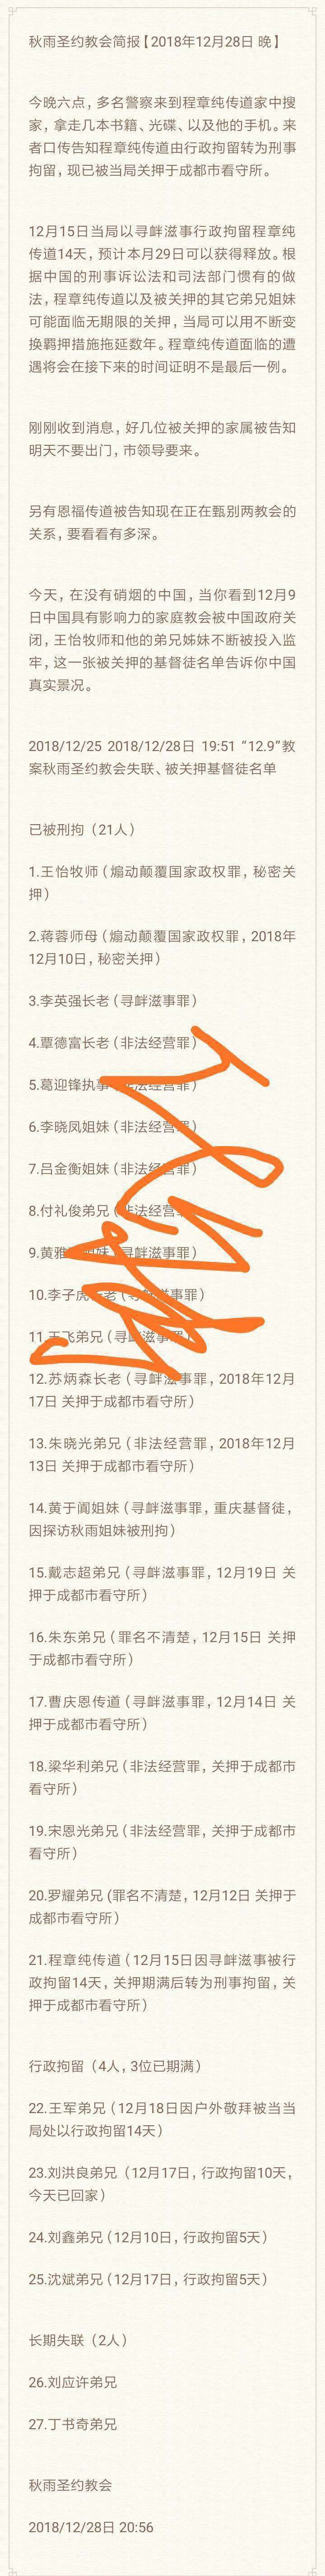 秋雨圣约教会简报【2018年12月28日 晚】
今晚六点，多名警察来到程章纯传道家中搜
家，拿走几本书籍、光碟、以及他的手机。来
者口传告知程章纯传道由行政拘留转为刑事
拘留，现已被当局关押于成都市看守所。
12月15日当局以寻衅滋事行政拘留程章纯
传道14天，预计本月29日可以获得释放。根
据中国的刑事诉讼法和司法部门惯有的做
法，程章纯传道以及被关押的其它弟兄姐妹
可能面临无期限的关押，当局可以用不断变
换羁押措施拖延数年。程章纯传道面临的遭
遇将会在接下来的时间证明不是最后一例。
刚刚收到消息，好几位被关押的家属被告知
明天不要出门，市领导要来。
另有恩福传道被告知现在正在甄别两教会的
关系，要看看有多深。
今天，在没有硝烟的中国，当你看到12月9
日中国具有影响力的家庭教会被中国政府关
闭，王怡牧师和他的弟兄姊妹不断被投入监
牢，这一张被关押的基督徒名单告诉你中国
真实景况。
2018/12/25 2018/12/28日 19:51 “12.9”教
案秋雨圣约教会失联、被关押基督徒名单
已被刑拘（21人）
1.王怡牧师（煽动颠覆国家政权罪，秘密关
押）
2.蒋蓉师母（煽动颠覆国家政权罪，2018年
12月10日，秘密关押）
3.李英强长老（寻衅滋事罪）
4.覃德富长老（非法经营罪）
5.葛迎锋执事（非法经营罪）
6.李晓凤姐妹（非法经营罪）
7.吕金衡姐妹（非法经营罪）
8.付礼俊弟兄（非法经营罪）
9.黄雅 姐妹（寻衅滋事罪）
10.李子虎长老（寻衅滋事罪）
11.王飞弟兄（寻衅滋事罪）
12.苏炳森长老（寻衅滋事罪，2018年12月
17日 关押于成都市看守所）
13.朱晓光弟兄（非法经营罪，2018年12月
13日 关押于成都市看守所）
14.黄于阗姐妹（寻衅滋事罪，重庆基督徒，
因探访秋雨姐妹被刑拘）
15.戴志超弟兄（寻衅滋事罪，12月19日 关
押于成都市看守所）
16.朱东弟兄（罪名不清楚，12月15日 关押
于成都市看守所）
17.曹庆恩传道（寻衅滋事罪，12月14日 关
押于成都市看守所）
18.梁华利弟兄（非法经营罪，关押于成都市
看守所）
19.宋恩光弟兄（非法经营罪，关押于成都市
看守所）
20.罗耀弟兄（罪名不清楚，12月12日 关押于
成都市看守所）
21.程章纯传道（12月15日因寻衅滋事被行
政拘留14天，关押期满后转为刑事拘留，关
押于成都市看守所）
行政拘留（4人，3位已期满）
22.王军弟兄（12月18日因户外敬拜被当当
局处以行政拘留14天）
23.刘洪良弟兄（12月17日，行政拘留10天，
今天已回家）
24.刘鑫弟兄（12月10日，行政拘留5天）
25.沈斌弟兄（12月17日，行政拘留5天）
长期失联（2人）
26.刘应许弟兄
27.丁书奇弟兄
秋雨圣约教会
2018/12/28日 20:56